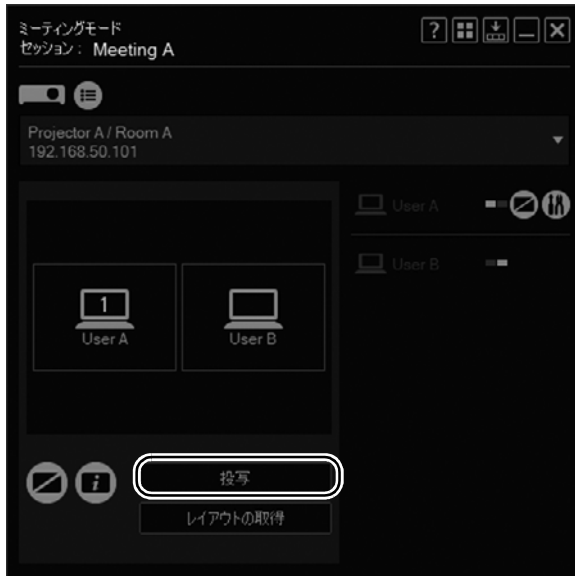 ミーティングモード
セッション： Meeting A
Projector A / Room A
192.168.50.101
User A
User B
1
User A
User B
投写
レイアウトの取得